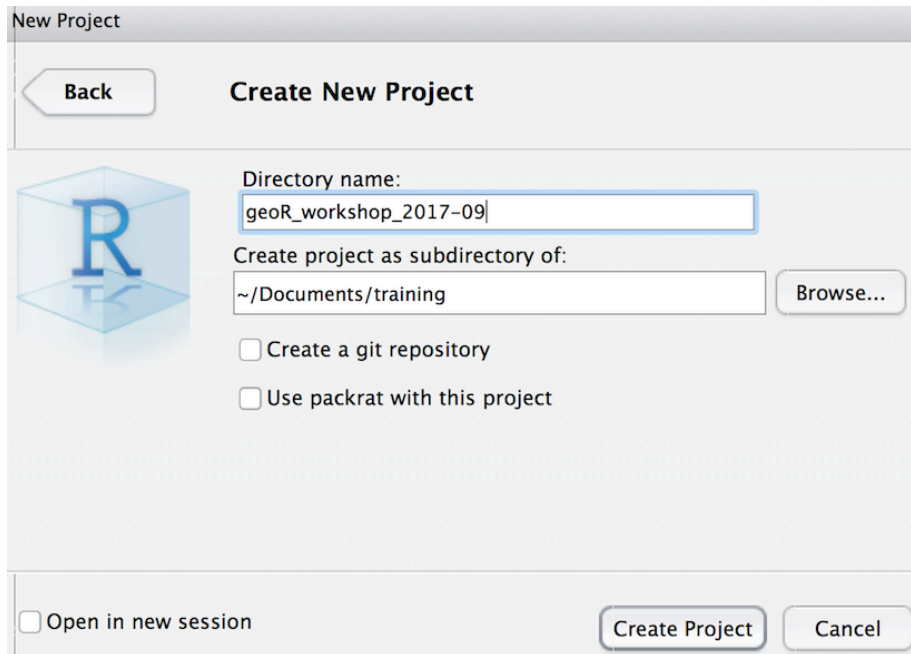 New Project
Back
Create New Project
R
Directory name:
geoR_workshop_2017-09
Create project as subdirectory of:
~/Documents/training
Browse...
Create a git repository
Use packrat with this project
Open in new session
Create Project
Cancel